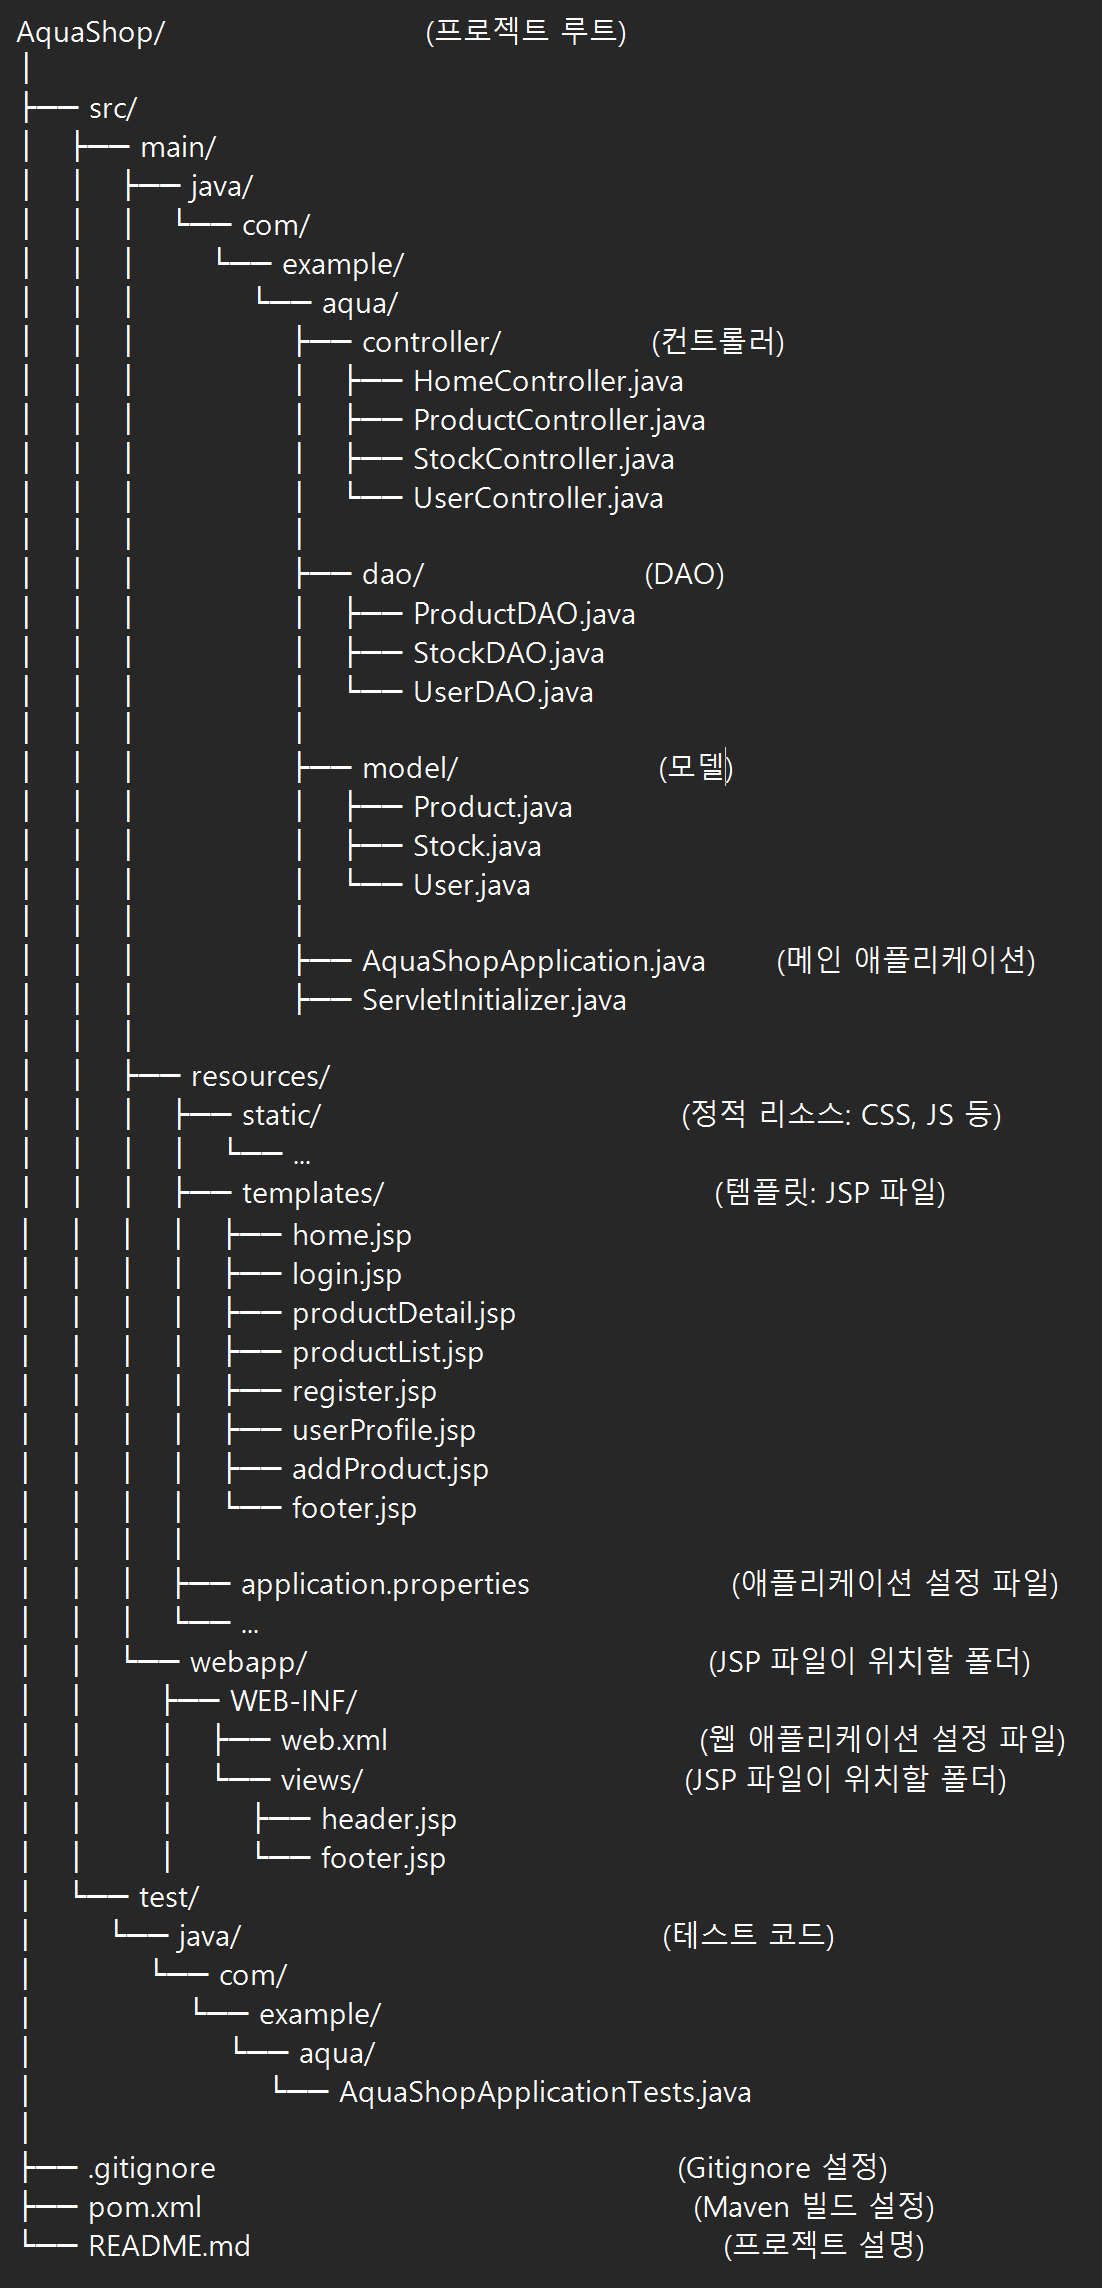 AquaShop/ (프로젝트 루트)
│
├── src/
│ ├── main/
│ │ ├── java/
│ │ │ └── com/
│ │ │ └── example/
│ │ │ └── aqua/
│ │ │ ├── controller/ (컨트롤러)
│ │ │ │ ├── HomeController.java
│ │ │ │ ├── ProductController.java
│ │ │ │ ├── StockController.java
│ │ │ │ └── UserController.java
│ │ │ │
│ │ │ ├── dao/ (DAO)
│ │ │ │ ├── ProductDAO.java
│ │ │ │ ├── StockDAO.java
│ │ │ │ └── UserDAO.java
│ │ │ │
│ │ │ ├── model/ (모델)
│ │ │ │ ├── Product.java
│ │ │ │ ├── Stock.java
│ │ │ │ └── User.java
│ │ │ │
│ │ │ ├── AquaShopApplication.java (메인 애플리케이션)
│ │ │ ├── ServletInitializer.java
│ │ │
│ │ ├── resources/
│ │ │ ├── static/ (정적 리소스: CSS, JS 등)
│ │ │ │ └── ...
│ │ │ ├── templates/ (템플릿: JSP 파일)
│ │ │ │ ├── home.jsp
│ │ │ │ ├── login.jsp
│ │ │ │ ├── productDetail.jsp
│ │ │ │ ├── productList.jsp
│ │ │ │ ├── register.jsp
│ │ │ │ ├── userProfile.jsp
│ │ │ │ ├── addProduct.jsp
│ │ │ │ └── footer.jsp
│ │ │ │
│ │ │ ├── application.properties (애플리케이션 설정 파일)
│ │ │ └── ...
│ │ └── webapp/ (JSP 파일이 위치할 폴더)
│ │ ├── WEB-INF/
│ │ │ ├── web.xml (웹 애플리케이션 설정 파일)
│ │ │ └── views/ (JSP 파일이 위치할 폴더)
│ │ │ ├── header.jsp
│ │ │ └── footer.jsp
│ └── test/
│ └── java/ (테스트 코드)
│ └── com/
│ └── example/
│ └── aqua/
│ └── AquaShopApplicationTests.java
│
├── .gitignore (Gitignore 설정)
├── pom.xml (Maven 빌드 설정)
└── README.md (프로젝트 설명)